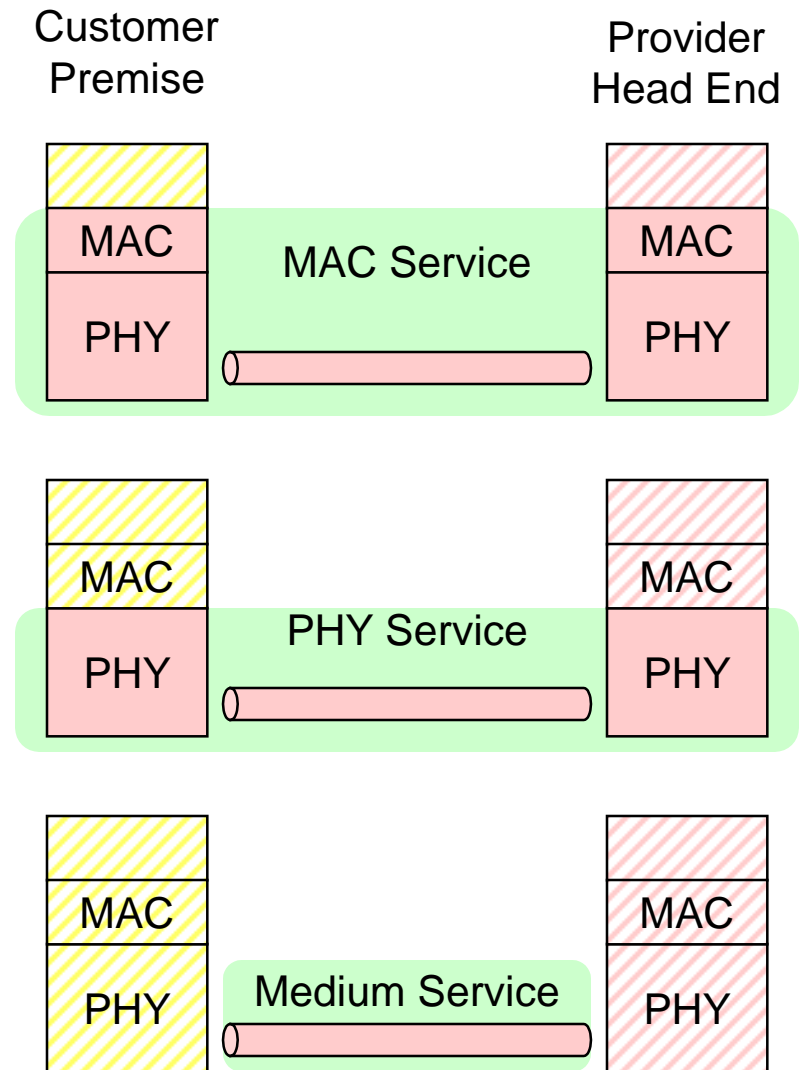 Customer
Premise
Provider
Head End
MAC
MAC Service
MAC
PHY
PHY
MAC
MAC
PHY Service
PHY
PHY
MAC
MAC
Medium Service
PHY
PHY